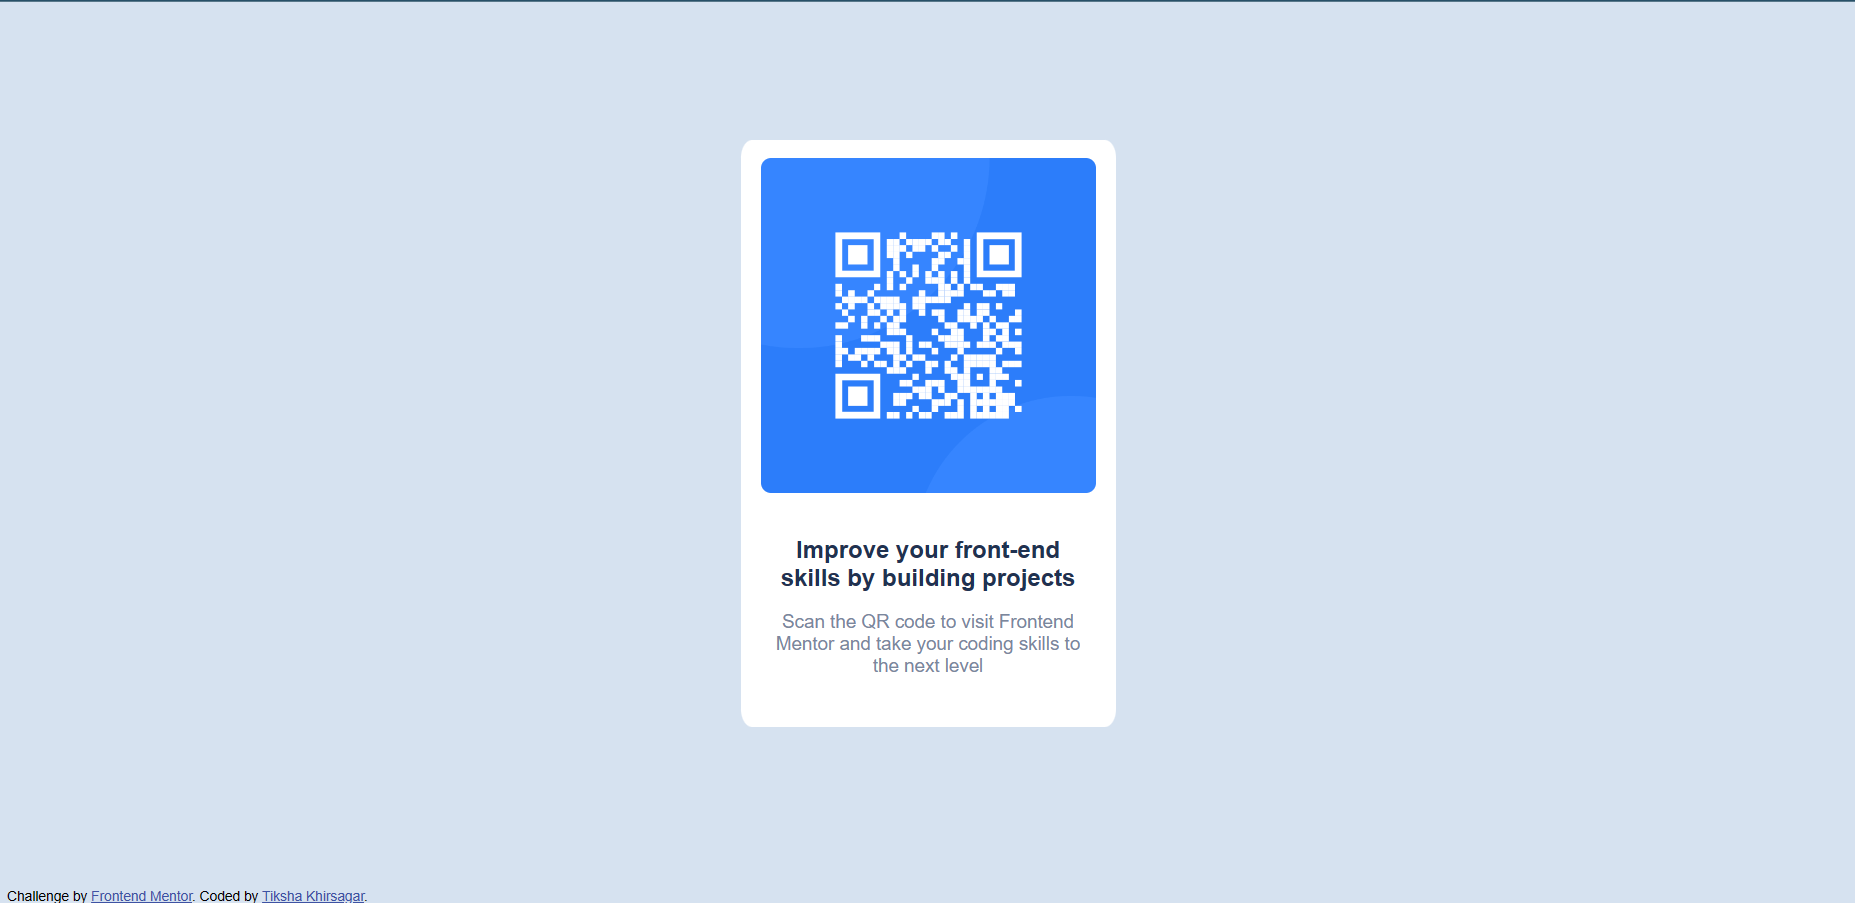 Improve your front-end
skills by building projects
Scan the QR code to visit Frontend
Mentor and take your coding skills to
the next level
Challenge by Frontend Mentor. Coded by Tiksha Khirsagar.